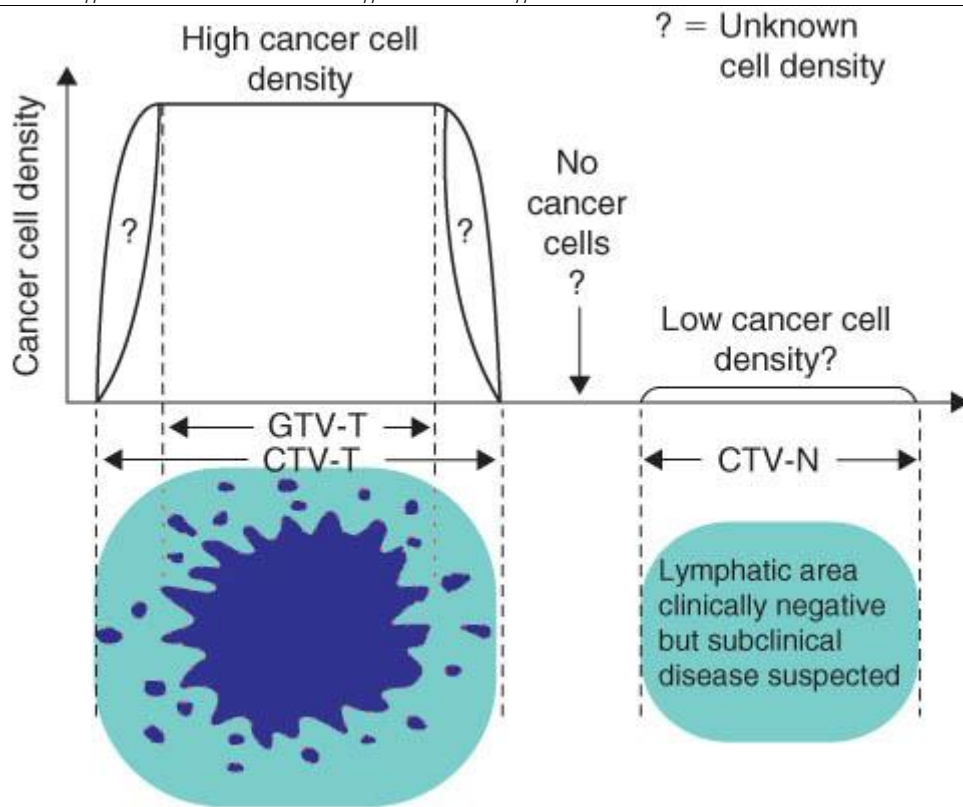 High cancer cell
density
? = Unknown
cell density
Cancer cell density
?
?
No
cancer
cells
?
Low cancer cell
density?
GTV-T
CTV-T
CTV-N
Lymphatic area
clinically negative
but subclinical
disease suspected